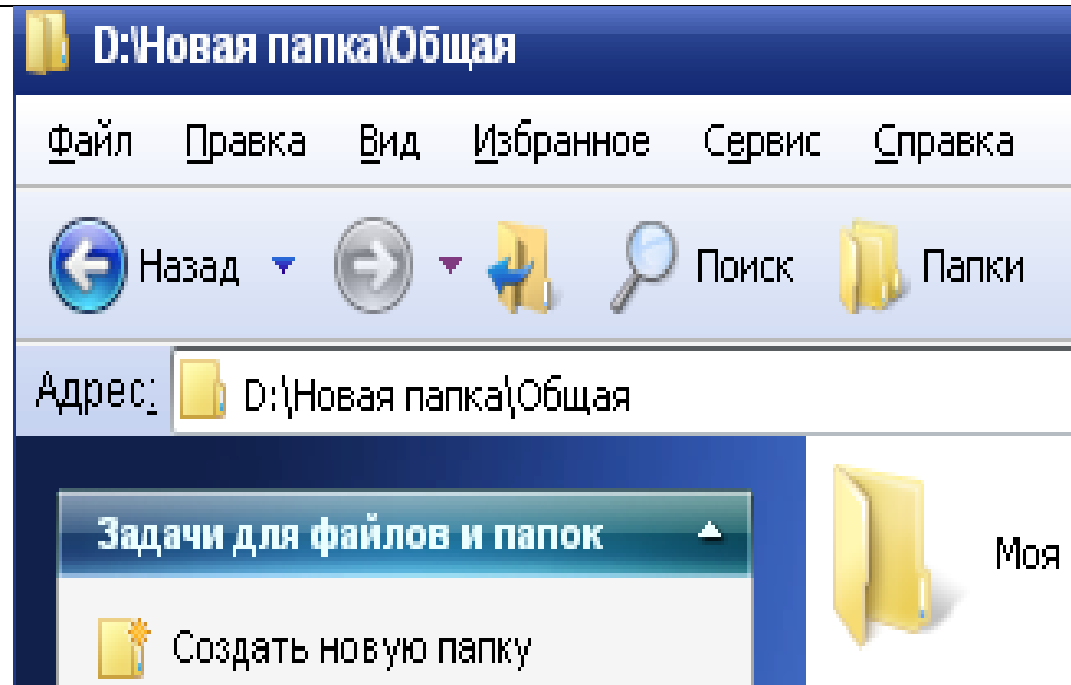 D:\Новая папка\Общая
Файл Правка Вид Избранное Сервис Справка
Назад Поиск Папки
Адрес: D:\Новая папка\Общая
Задачи для файлов и папок
Моя
Создать новую папку